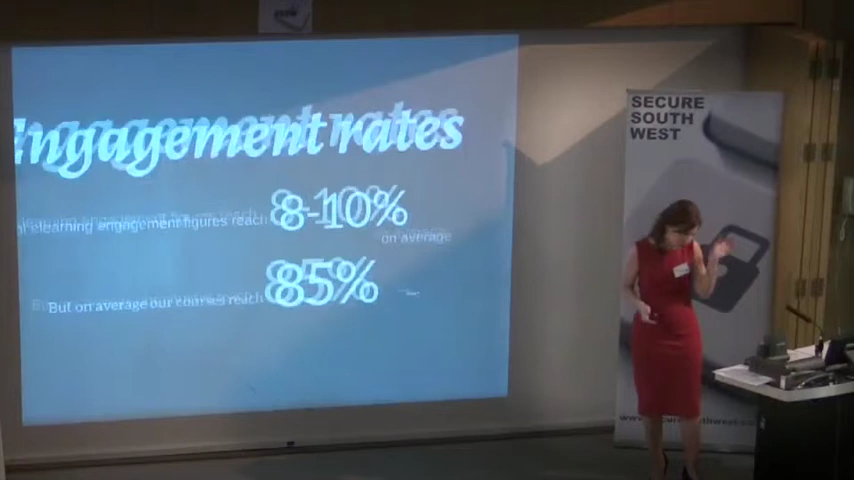 Engagement rates
elearning engagement figures reach 8-10%
on average
But on average our courses reach 85%
SECURE
SOUTH
WEST